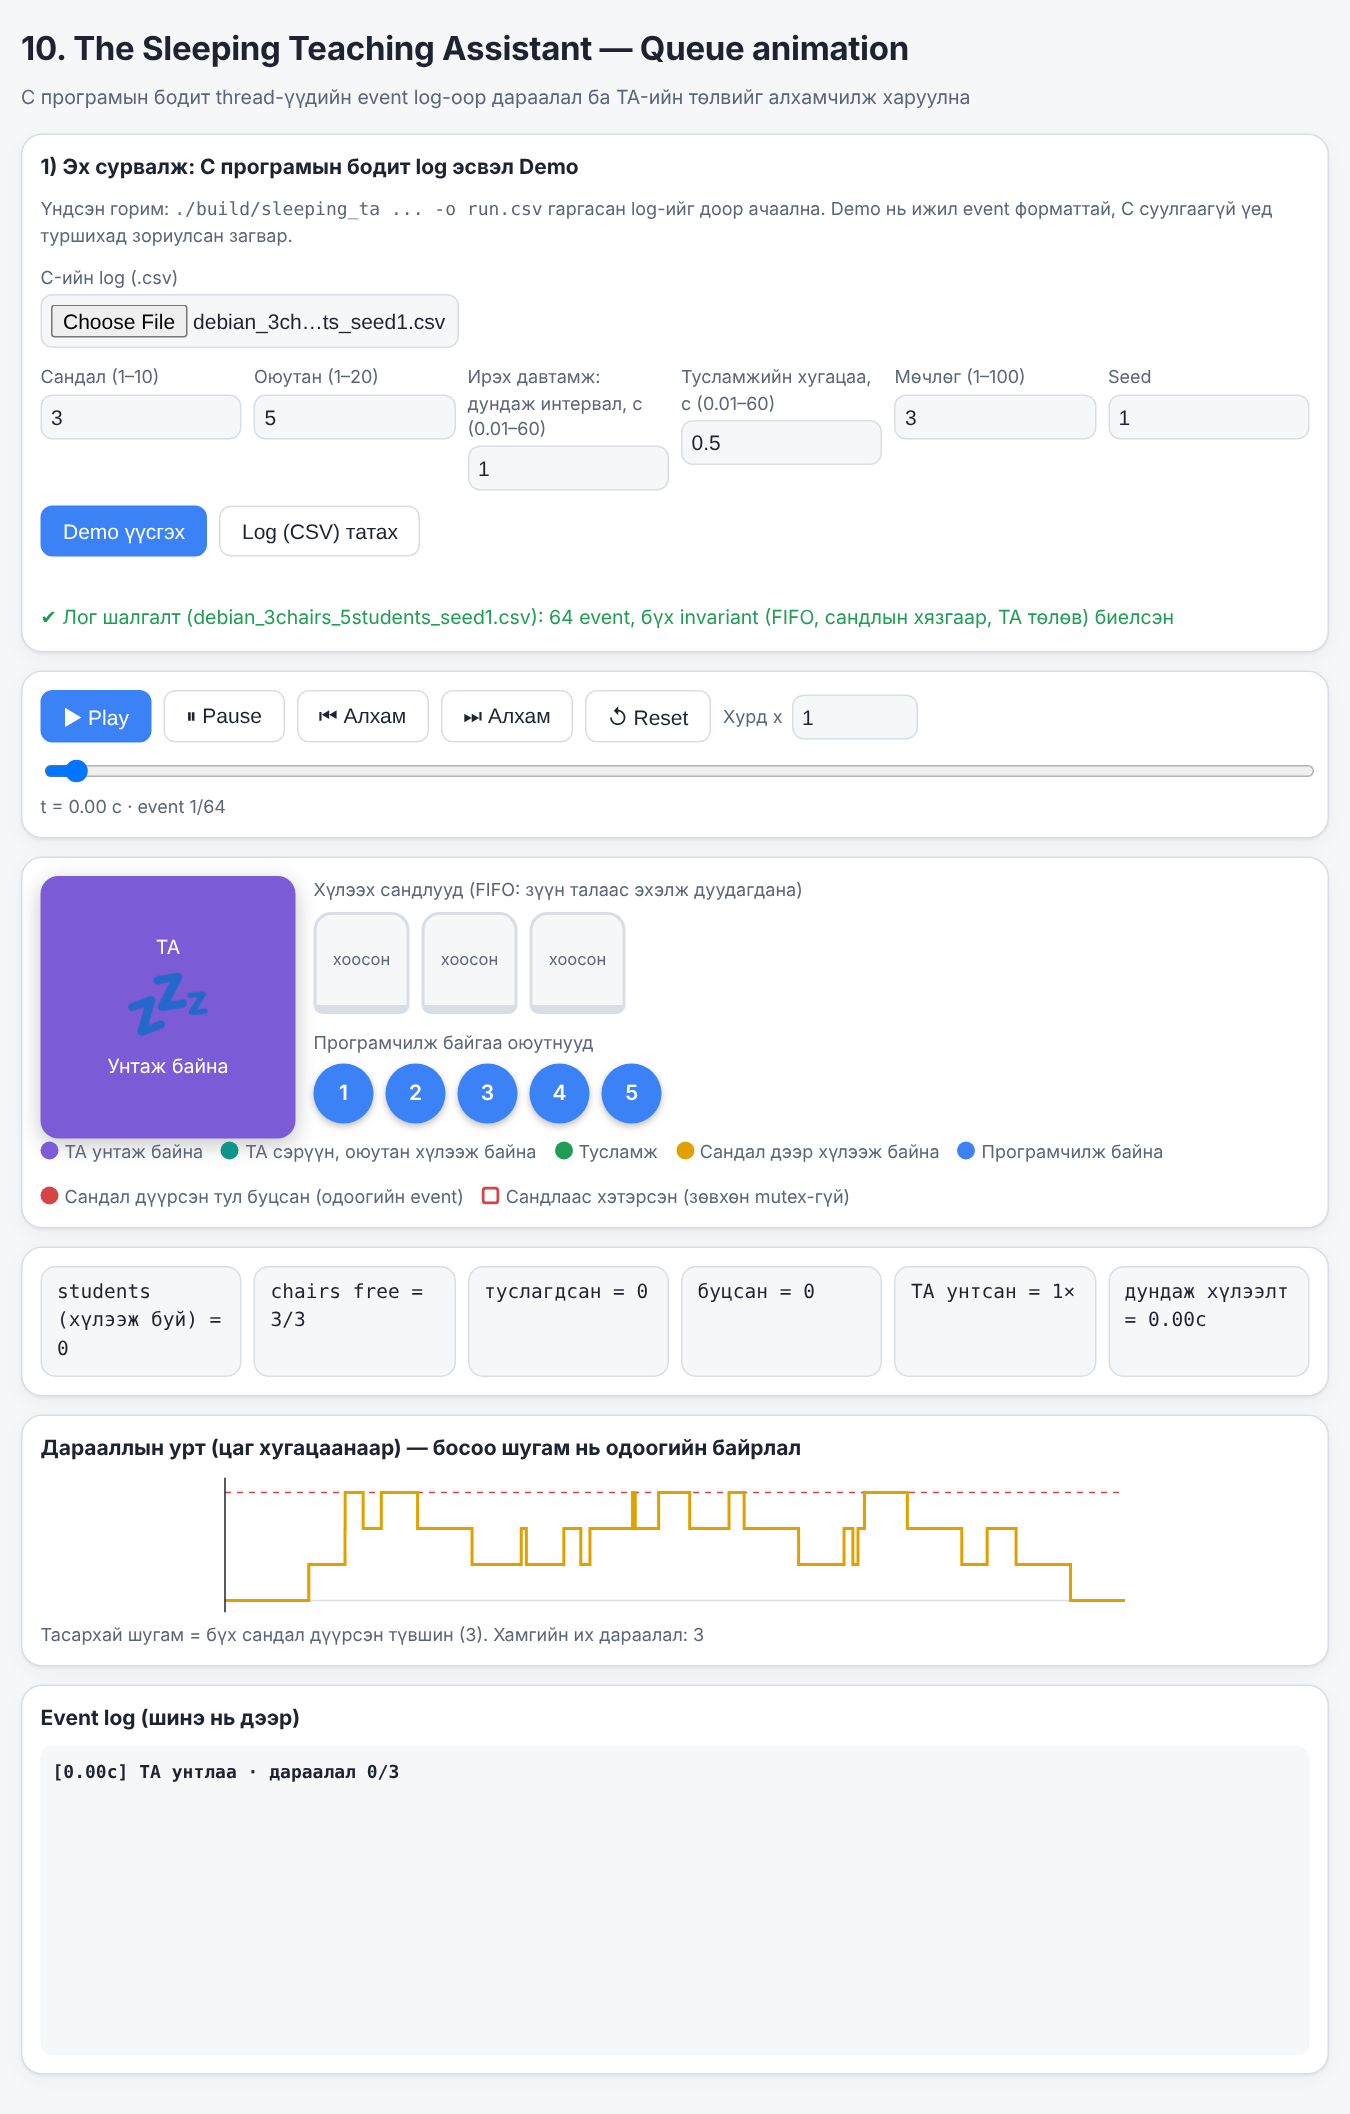 10. The Sleeping Teaching Assistant — Queue animation
С програмын бодит thread-үүдийн event log-оор дараалал ба TA-ийн төлвийг алхамчилж харуулна
1) Эх сурвалж: С програмын бодит log эсвэл Demo
Үндсэн горим: ./build/sleeping_ta ... -o run.csv гаргасан log-ийг доор ачаална. Demo нь ижил event форматтай, С суулгаагүй үед
туршихад зориулсан загвар.
С-ийн log (.csv)
Choose File debian_3ch…ts_seed1.csv
Сандал (1–10)
3
Оюутан (1–20)
5
Ирэх давтамж:
дундаж интервал, с
(0.01–60)
1
Тусламжийн хугацаа,
с (0.01–60)
0.5
Мөчлөг (1–100)
3
Seed
1
Demo үүсгэх
Log (CSV) татах
✔ Лог шалгалт (debian_3chairs_5students_seed1.csv): 64 event, бүх invariant (FIFO, сандлын хязгаар, TA төлөв) биелсэн
▶ Play
⏸ Pause
⏮ Алхам
⏭ Алхам
↺ Reset
Хурд x
1
t = 0.00 с · event 1/64
TA
💤
Унтаж байна
Хүлээх сандлууд (FIFO: зүүн талаас эхэлж дуудагдана)
хоосон
хоосон
хоосон
Програмчилж байгаа оюутнууд
1
2
3
4
5
TA унтаж байна
TA сэрүүн, оюутан хүлээж байна
Тусламж
Сандал дээр хүлээж байна
Програмчилж байна
Сандал дүүрсэн тул буцсан (одоогийн event)
Сандлаас хэтэрсэн (зөвхөн mutex-гүй)
students
(хүлээж буй) =
0
chairs free =
3/3
туслагдсан = 0
буцсан = 0
TA унтсан = 1×
дундаж хүлээлт
= 0.00с
Дарааллын урт (цаг хугацаанаар) — босоо шугам нь одоогийн байрлал
Тасархай шугам = бүх сандал дүүрсэн түвшин (3). Хамгийн их дараалал: 3
Event log (шинэ нь дээр)
[0.00с] TA унтлаа · дараалал 0/3